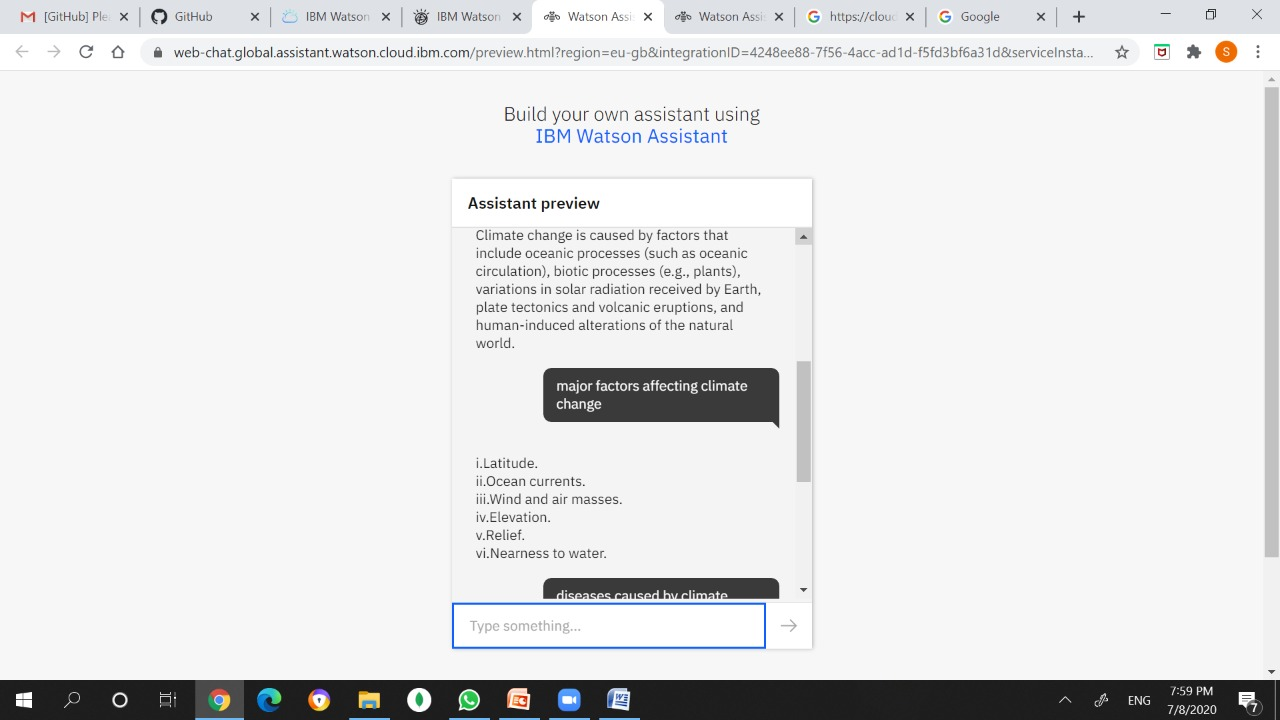 [GitHub] Ple
GitHub
IBM Watson
IBM Watson
Watson Assi
Watson Assi
https://cloud
Google
web-chat.global.assistant.watson.cloud.ibm.com/preview.html?region=eu-gb&integrationID=4248ee88-7f56-4acc-ad1d-f5fd3bf6a31d&serviceInsta...
S
Build your own assistant using
IBM Watson Assistant
Assistant preview
Climate change is caused by factors that
include oceanic processes (such as oceanic
circulation), biotic processes (e.g., plants),
variations in solar radiation received by Earth,
plate tectonics and volcanic eruptions, and
human-induced alterations of the natural
world.
major factors affecting climate
change
i.Latitude.
ii.Ocean currents.
iii.Wind and air masses.
iv.Elevation.
v.Relief.
vi.Nearness to water.
diseases caused by climate
Type something...
ENG
7:59 PM
7/8/2020
7